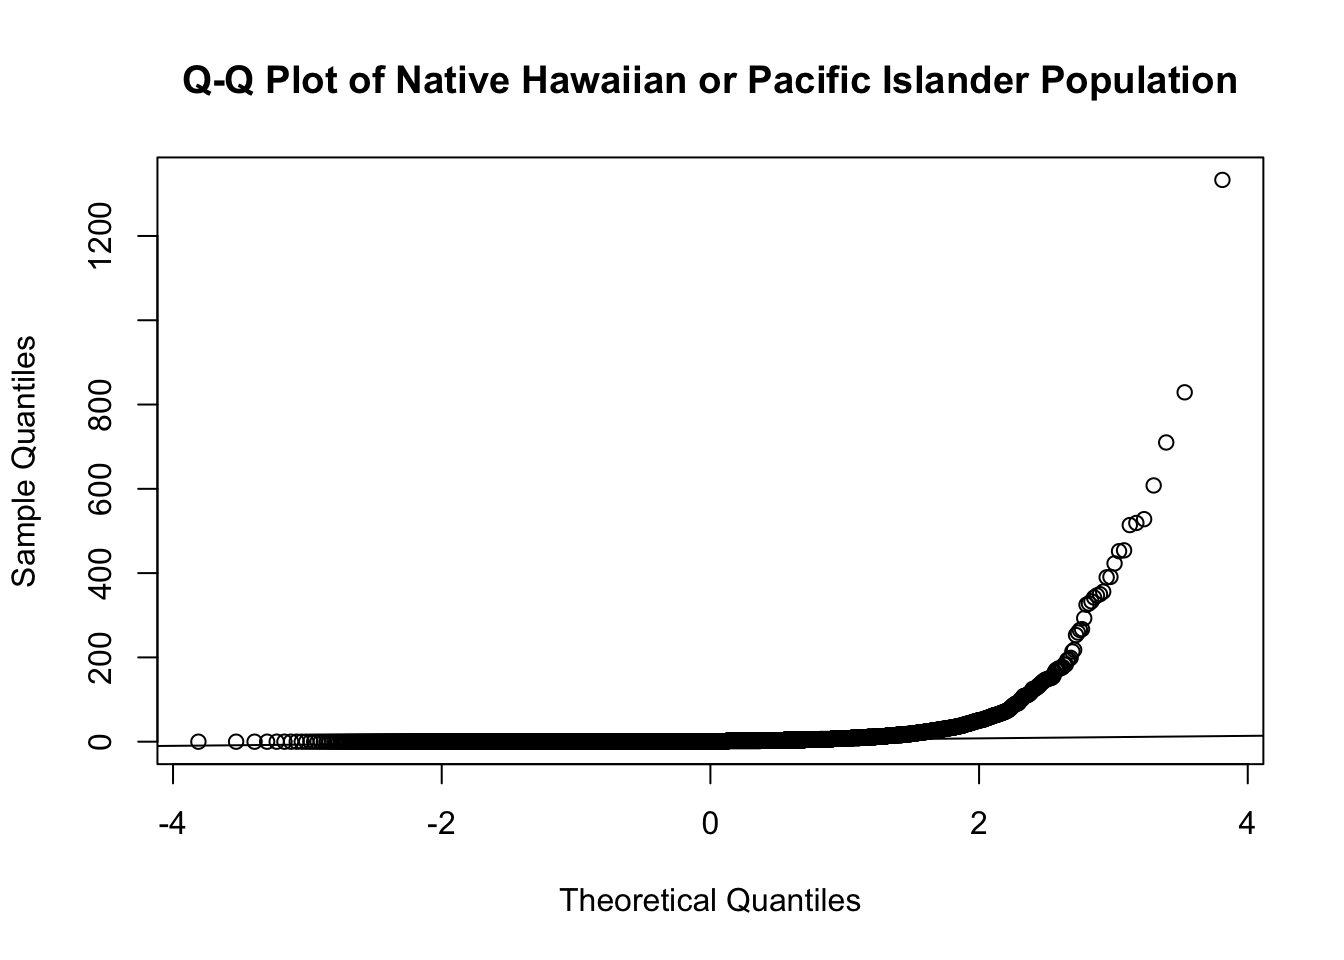 Q-Q Plot of Native Hawaiian or Pacific Islander Population
Sample Quantiles
1200
800
600
400
200
0
-4 -2 0 2 4
Theoretical Quantiles